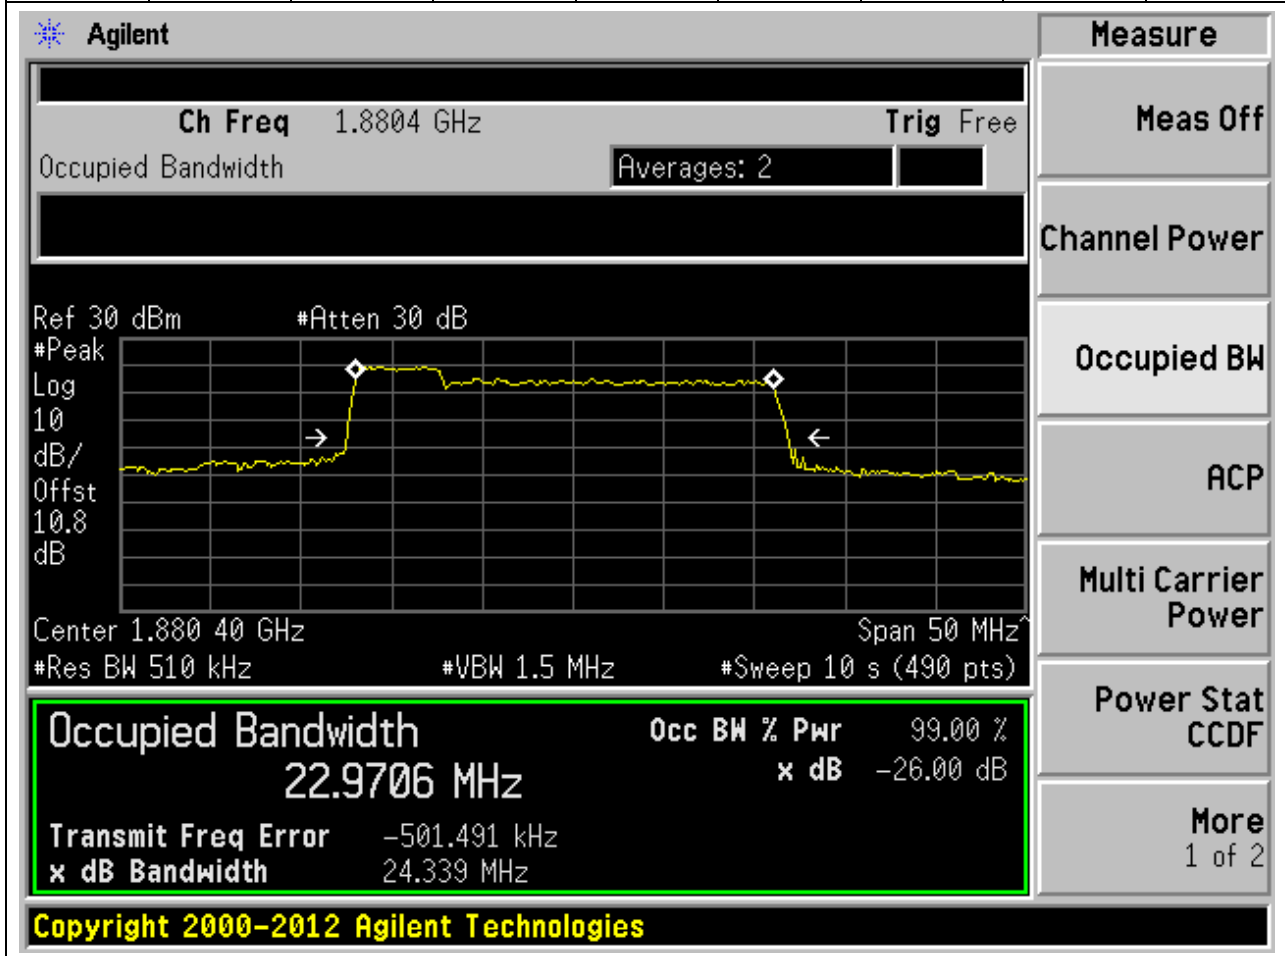 Agilent
Measure
Ch Freq 1.8804 GHz Trig Free
Occupied Bandwidth Averages: 2
Meas Off
Channel Power
Occupied BW
ACP
Multi Carrier
Power
Power Stat
CCDF
More
1 of 2
Ref 30 dBm #Atten 30 dB
#Peak
Log
10
dB/
Offst
10.8
dB
Center 1.880 40 GHz Span 50 MHz^
#Res BW 510 kHz #VBW 1.5 MHz #Sweep 10 s (490 pts)
Occupied Bandwidth Occ BW % Pwr 99.00 %
22.9706 MHz x dB -26.00 dB
Transmit Freq Error -501.491 kHz
x dB Bandwidth 24.339 MHz
Copyright 2000-2012 Agilent Technologies